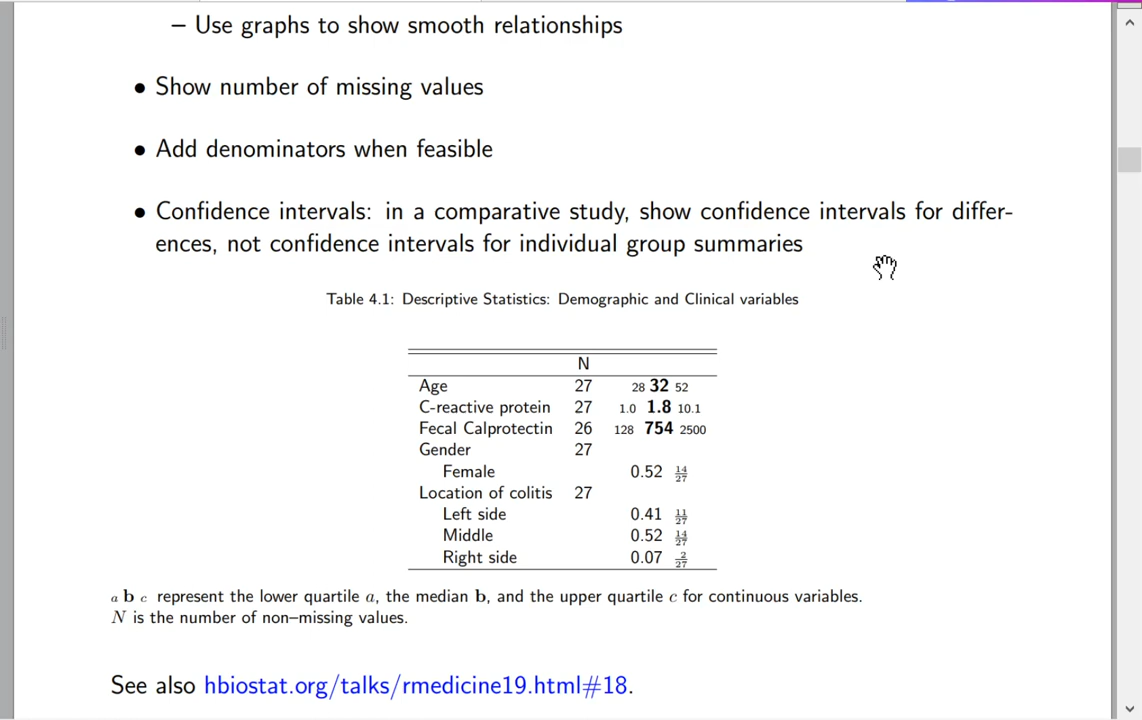 – Use graphs to show smooth relationships
• Show number of missing values
• Add denominators when feasible
• Confidence intervals: in a comparative study, show confidence intervals for differ-
ences, not confidence intervals for individual group summaries
Table 4.1: Descriptive Statistics: Demographic and Clinical variables
N
Age 27 28 32 52
C-reactive protein 27 1.0 1.8 10.1
Fecal Calprotectin 26 128 754 2500
Gender 27
Female 0.52 14/27
Location of colitis 27
Left side 0.41 11/27
Middle 0.52 14/27
Right side 0.07 2/27
a b c represent the lower quartile a, the median b, and the upper quartile c for continuous variables.
N is the number of non–missing values.
See also hbiostat.org/talks/rmedicine19.html#18.